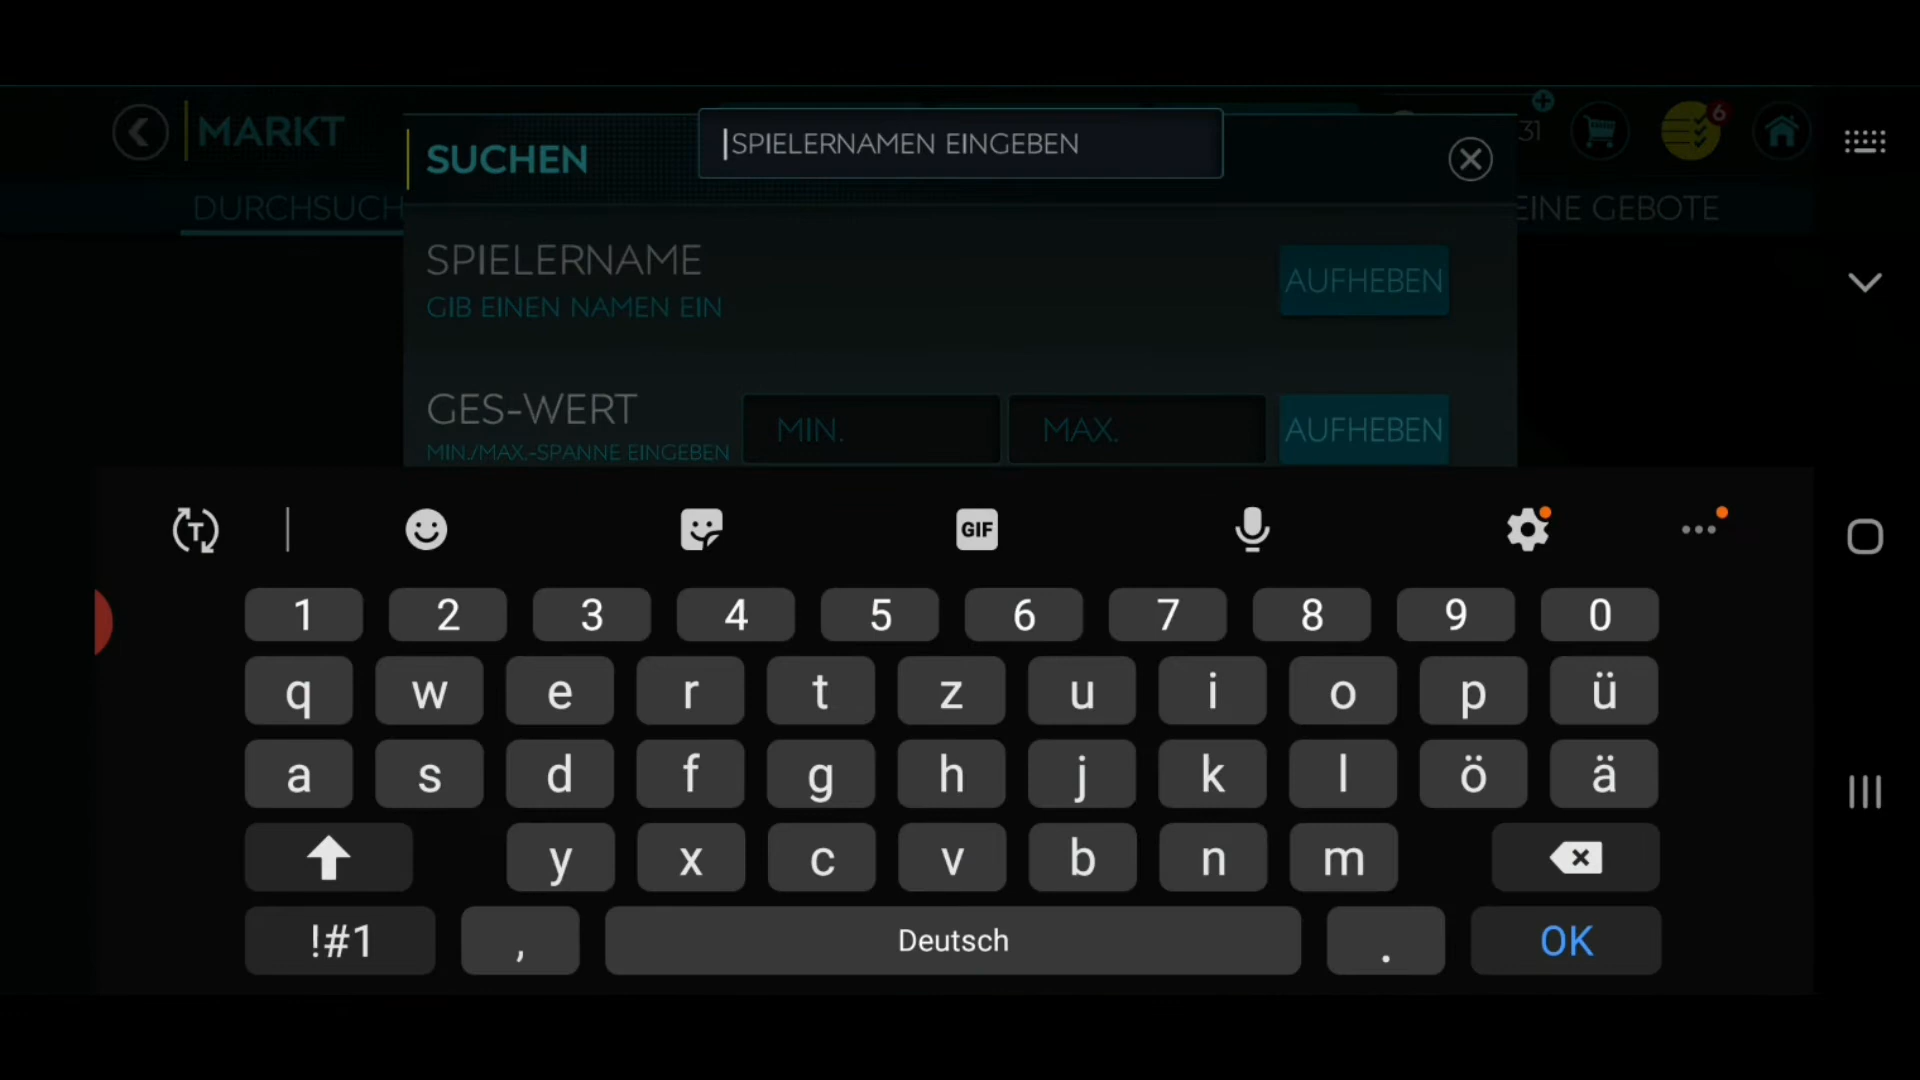 MARKT
SUCHEN
SPIELERNAMEN EINGEBEN
31
6
DURCHSUCH
EINE GEBOTE
SPIELERNAME
GIB EINEN NAMEN EIN
AUFHEBEN
GES-WERT
MIN./MAX.-SPANNE EINGEBEN
MIN.
MAX.
AUFHEBEN
T
GIF
1 2 3 4 5 6 7 8 9 0
q w e r t z u i o p ü
a s d f g h j k l ö ä
y x c v b n m
!#1 , Deutsch . OK